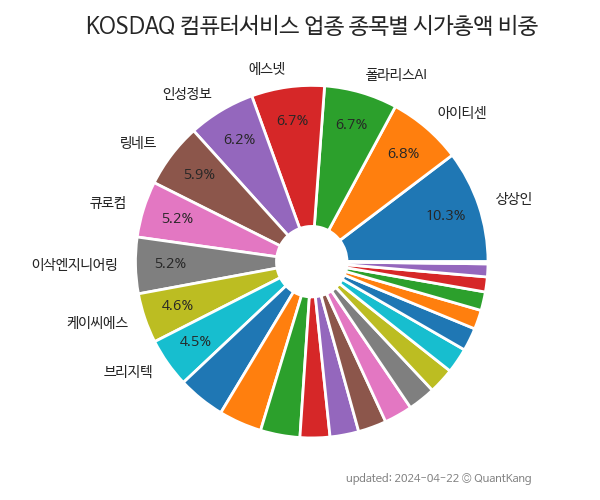 KOSDAQ 컴퓨터서비스 업종 종목별 시가총액 비중
에스넷
폴라리스AI
인성정보
아이티센
6.7%
6.7%
링네트
6.2%
6.8%
5.9%
상상인
큐로컴
5.2%
10.3%
이삭엔지니어링
5.2%
4.6%
케이씨에스
4.5%
브리지텍
updated: 2024-04-22 © QuantKang